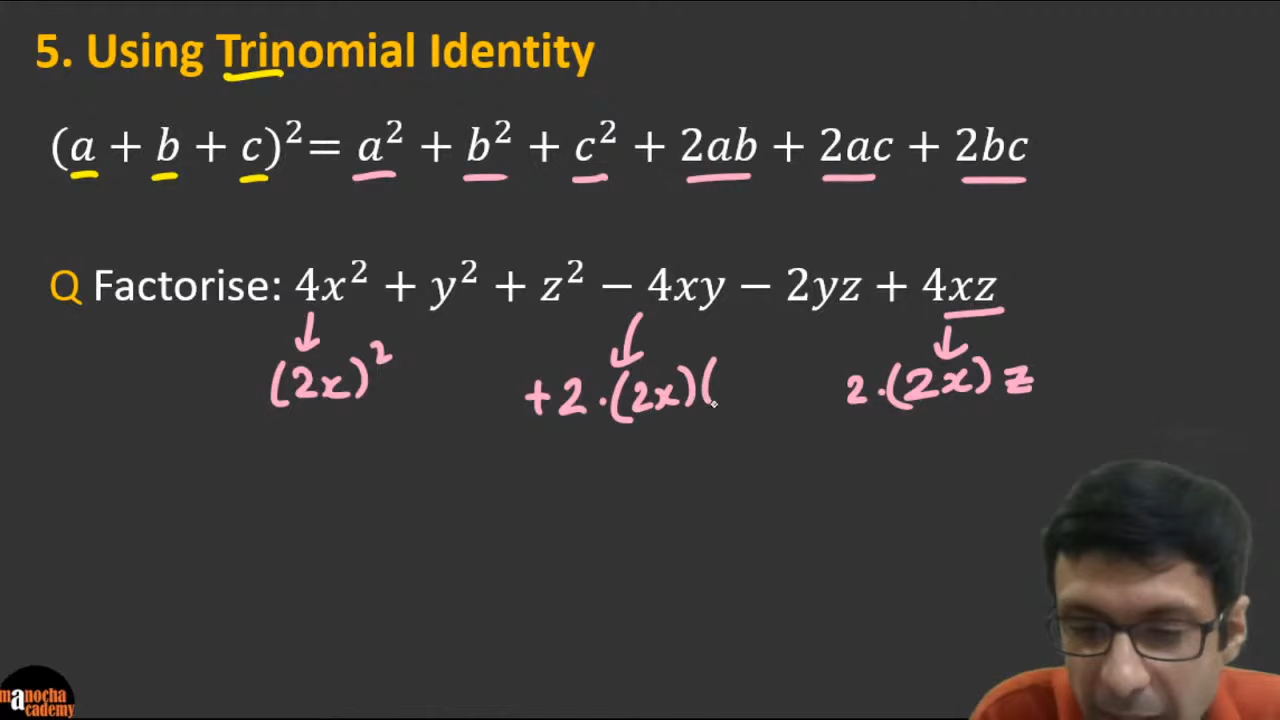 5. Using Trinomial Identity
(a + b + c)² = a² + b² + c² + 2ab + 2ac + 2bc
Q Factorise: 4x² + y² + z² − 4xy − 2yz + 4xz
(2x)² +2·(2x)( 2·(2x)z
manocha
academy